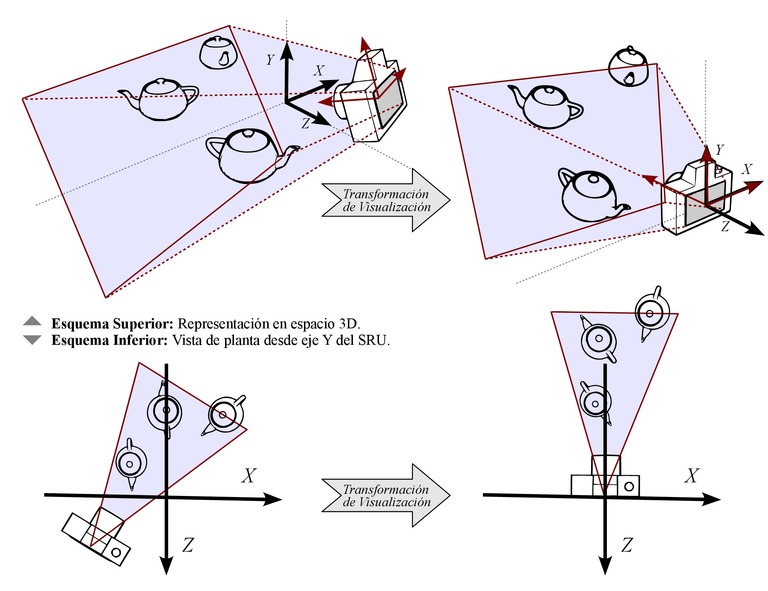 Y
X
Z
Y
X
Z
Transformación
de Visualización
Esquema Superior: Representación en espacio 3D.
Esquema Inferior: Vista de planta desde eje Y del SRU.
X
Z
Transformación
de Visualización
X
Z